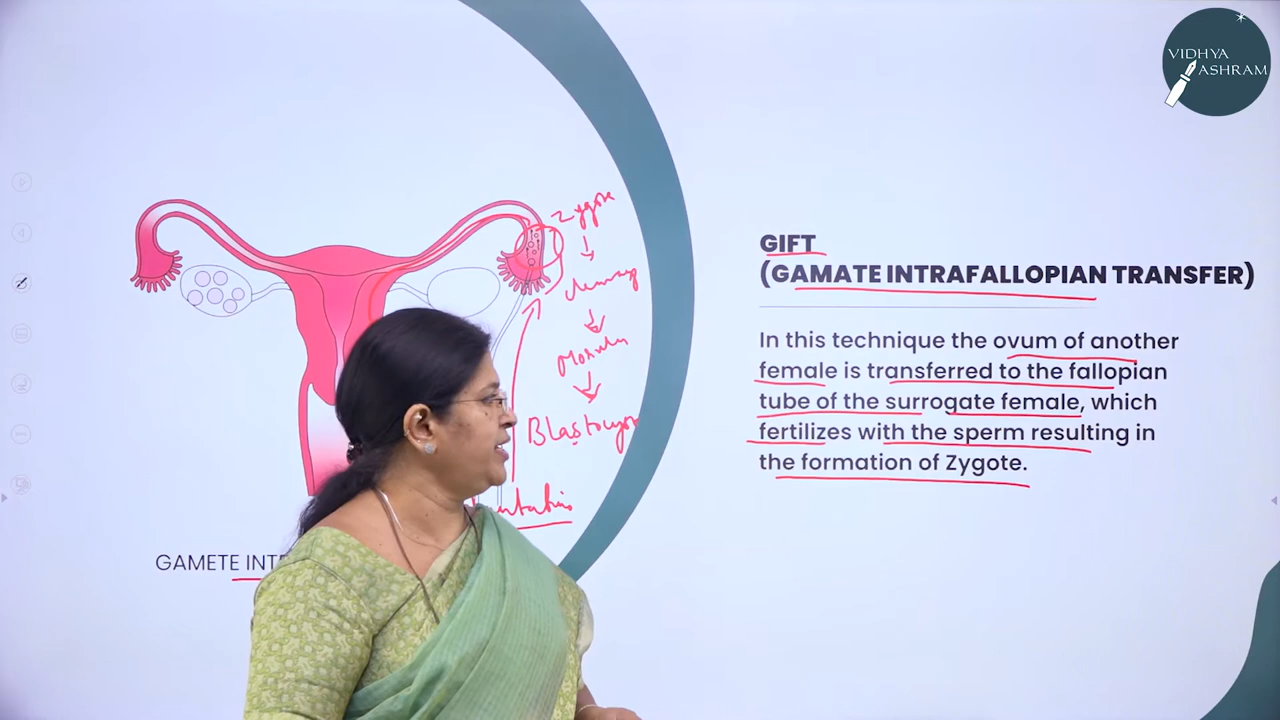 VIDHYA
ASHRAM
GIFT
(GAMATE INTRAFALLOPIAN TRANSFER)
In this technique the ovum of another
female is transferred to the fallopian
tube of the surrogate female, which
fertilizes with the sperm resulting in
the formation of Zygote.
Zygote
Blastocyst
GAMETE INT